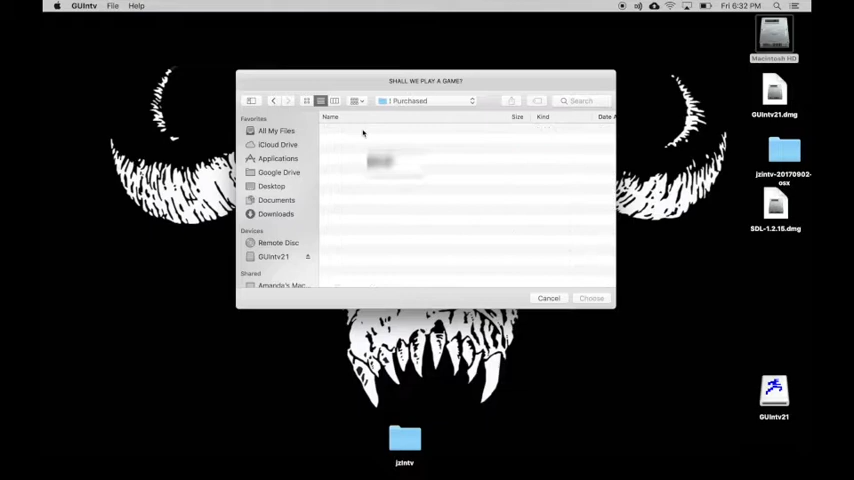 GUIntv File Help
Fri 6:32 PM
Macintosh HD
SHALL WE PLAY A GAME?
I Purchased
Search
Favorites
Name Size Kind Date A
All My Files
iCloud Drive
Applications
Google Drive
Desktop
Documents
Downloads
Devices
Remote Disc
GUIntv21
Shared
Amanda's Mac...
Cancel Choose
GUIntv21.dmg
jzintv-20170902-
osx
SDL-1.2.15.dmg
GUIntv21
jzintv